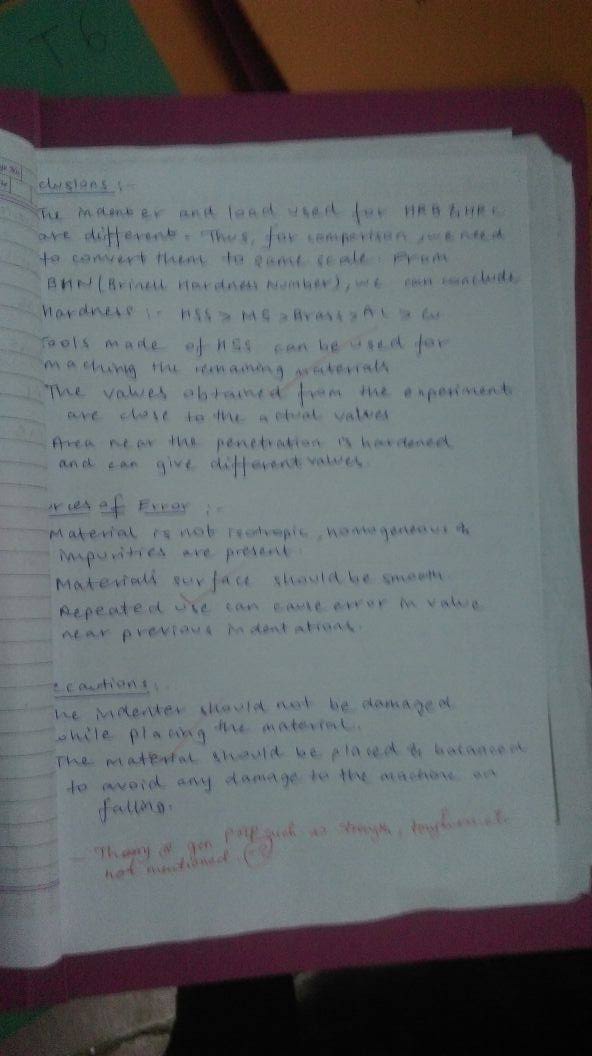 T 6
clusions :-
The indenter and load used for HRB & HRC
are different. Thus, for comparison, we need
to convert them to same scale. From
BHN (Brinell Hardness Number), we can conclude
Hardness :- HSS > MS > Brass > AL > Cu
Tools made of HSS can be used for
maching the remaining materials
The values obtained from the experiment
are close to the actual values
Area near the penetration is hardened
and can give different values.
urces of Error :-
Material is not isotropic, homogeneous &
impurities are present.
Materials surface should be smooth
Repeated use can cause error in value
near previous indentations.
ecautions :-
he indenter should not be damaged
while placing the material.
The material should be placed & balanced
to avoid any damage to the machine on
falling.
- Theory of gen prop such as strength,
not mentioned.